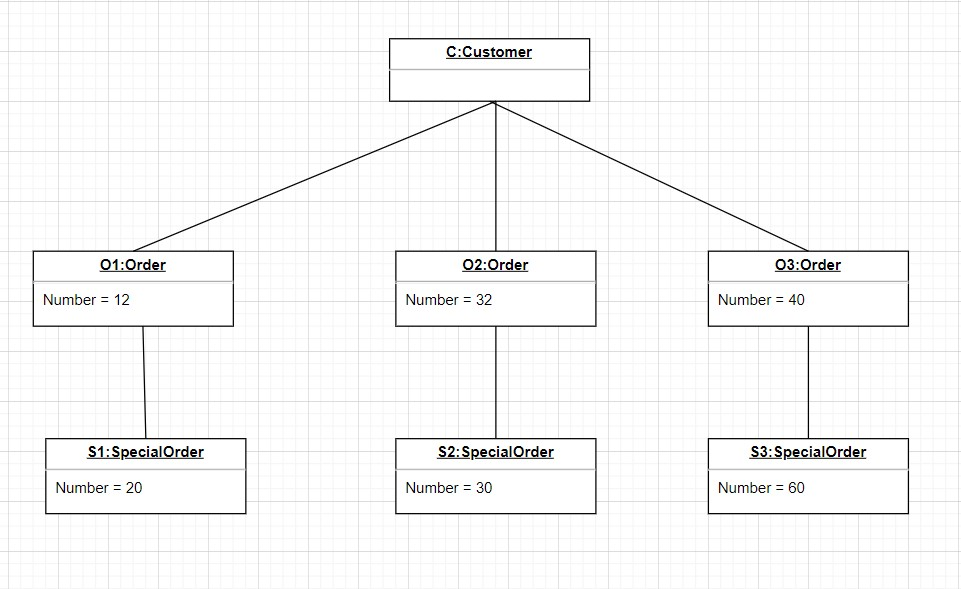 C:Customer
O1:Order
Number = 12
O2:Order
Number = 32
O3:Order
Number = 40
S1:SpecialOrder
Number = 20
S2:SpecialOrder
Number = 30
S3:SpecialOrder
Number = 60